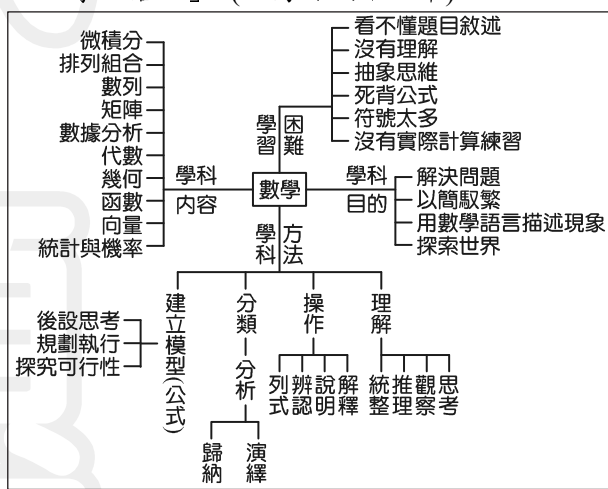 微積分
排列組合
數列
矩陣
數據分析
代數
幾何
函數
向量
統計與機率
學科
內容
學習
困難
看不懂題目敘述
沒有理解
抽象思維
死背公式
符號太多
沒有實際計算練習
數學
學科
目的
解決問題
以簡馭繁
用數學語言描述現象
探索世界
學科
方法
建立模型(公式)
後設思考
規劃執行
探究可行性
分類
分析
歸納
演繹
操作
列式
辨認
說明
解釋
理解
統整
推理
觀察
思考